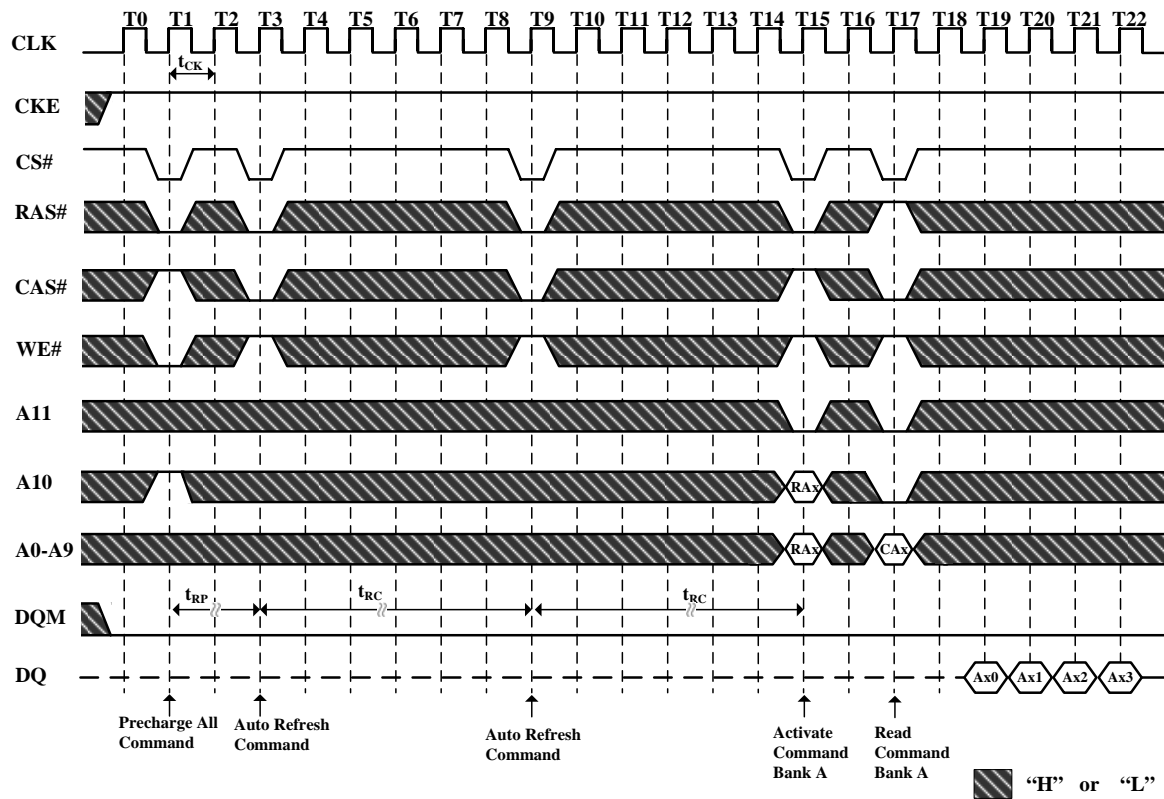 T0 T1 T2 T3 T4 T5 T6 T7 T8 T9 T10 T11 T12 T13 T14 T15 T16 T17 T18 T19 T20 T21 T22
CLK
tCK
CKE
CS#
RAS#
CAS#
WE#
A11
A10
RAx
A0-A9
RAx CAx
tRP tRC tRC
DQM
DQ
Ax0 Ax1 Ax2 Ax3
Precharge All
Command
Auto Refresh
Command
Auto Refresh
Command
Activate
Command
Bank A
Read
Command
Bank A
“H” or “L”